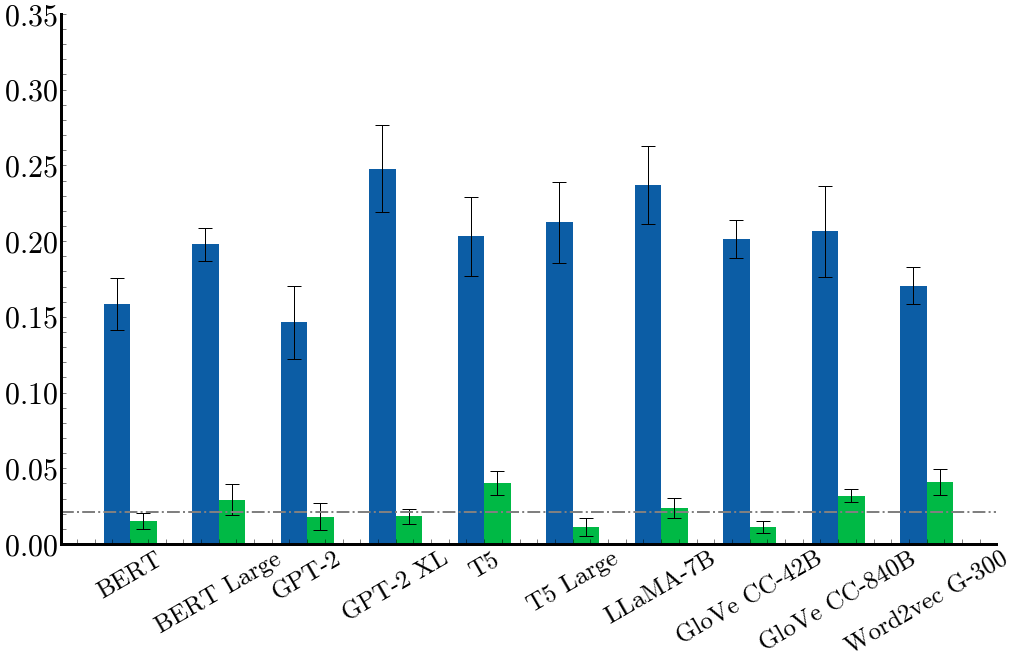 0.35
0.30
0.25
0.20
0.15
0.10
0.05
0.00
BERT
BERT Large
GPT-2
GPT-2 XL
T5
T5 Large
LLaMA-7B
GloVe CC-42B
GloVe CC-840B
Word2vec G-300